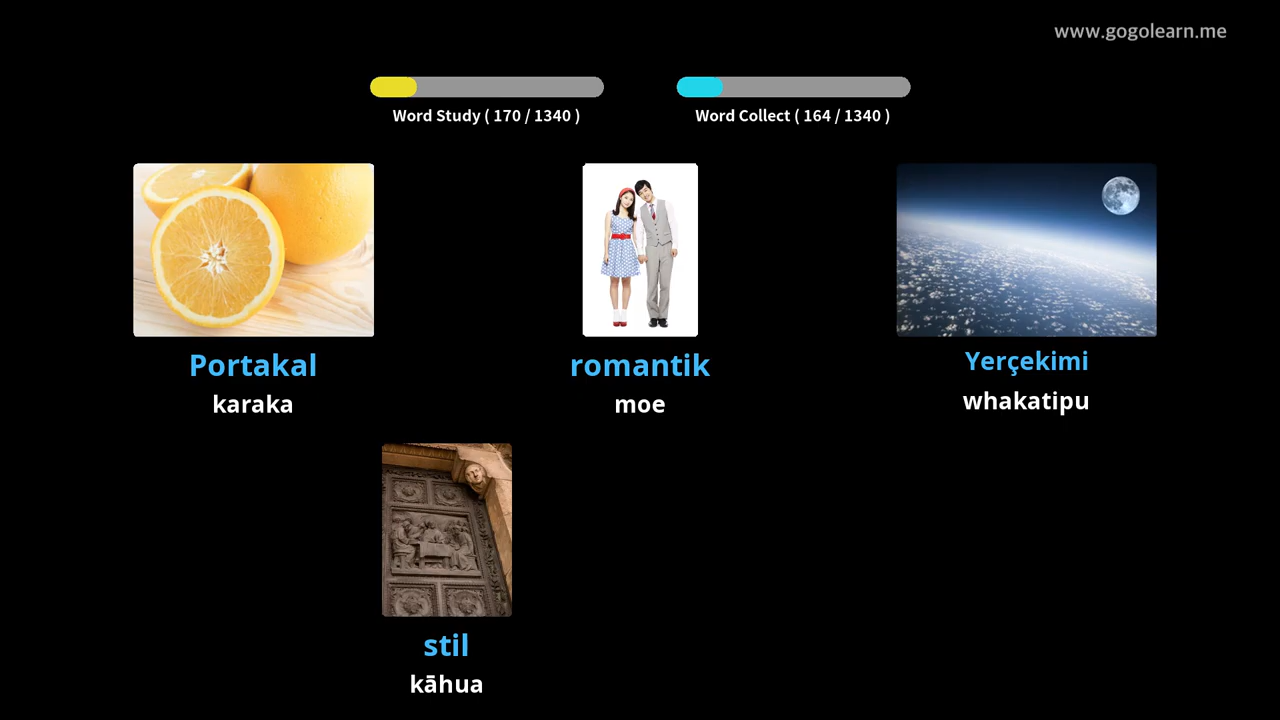 www.gogolearn.me
Word Study ( 170 / 1340 )
Word Collect ( 164 / 1340 )
Portakal
karaka
romantik
moe
Yerçekimi
whakatipu
stil
kāhua